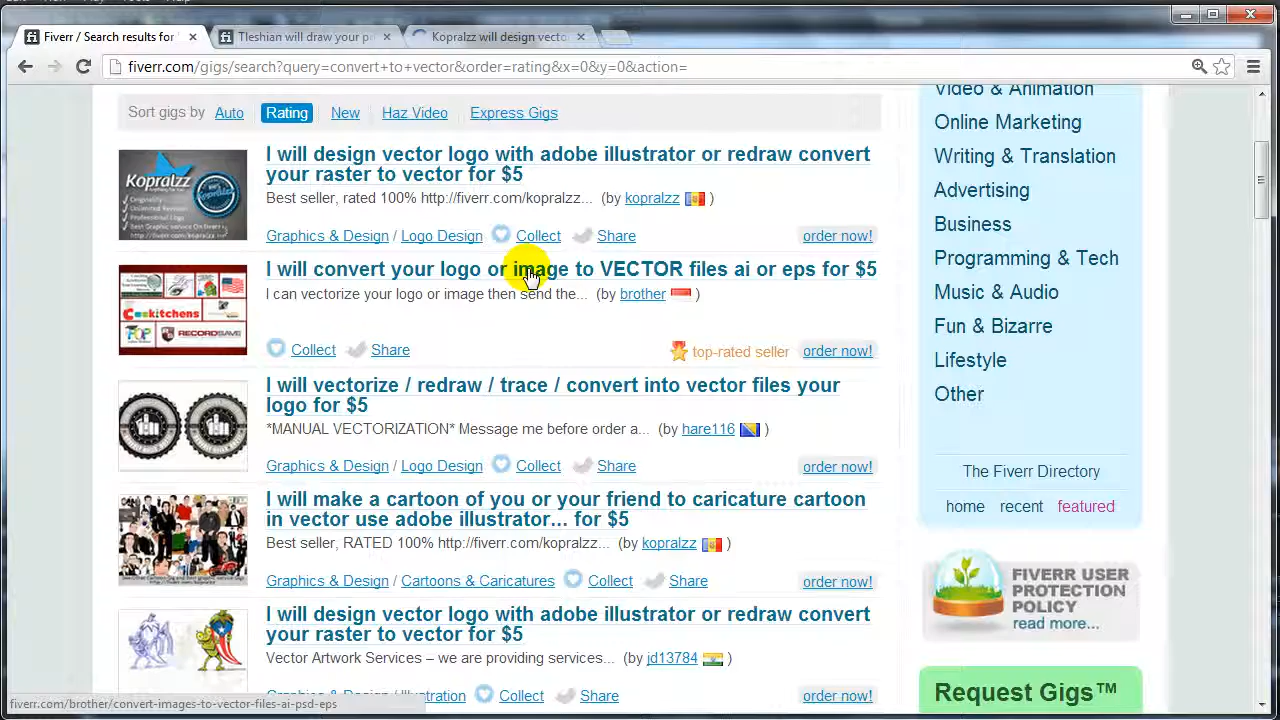 Fiverr / Search results for
Tleshian will draw your p
Kopralzz will design vecto
fiverr.com/gigs/search?query=convert+to+vector&order=rating&x=0&y=0&action=
Sort gigs by Auto Rating New Haz Video Express Gigs
I will design vector logo with adobe illustrator or redraw convert
your raster to vector for $5
Best seller, rated 100% http://fiverr.com/kopralzz... (by kopralzz )
Graphics & Design / Logo Design Collect Share order now!
Kopralzz
I will convert your logo or image to VECTOR files ai or eps for $5
I can vectorize your logo or image then send the... (by brother )
Collect Share top-rated seller order now!
Cookitchens
RECORDSAVE
I will vectorize / redraw / trace / convert into vector files your
logo for $5
*MANUAL VECTORIZATION* Message me before order a... (by hare116 )
Graphics & Design / Logo Design Collect Share order now!
I will make a cartoon of you or your friend to caricature cartoon
in vector use adobe illustrator... for $5
Best seller, RATED 100% http://fiverr.com/kopralzz... (by kopralzz )
Graphics & Design / Cartoons & Caricatures Collect Share order now!
I will design vector logo with adobe illustrator or redraw convert
your raster to vector for $5
Vector Artwork Services – we are providing services... (by jd13784 )
Graphics & Design / Illustration Collect Share order now!
Video & Animation
Online Marketing
Writing & Translation
Advertising
Business
Programming & Tech
Music & Audio
Fun & Bizarre
Lifestyle
Other
The Fiverr Directory
home recent featured
FIVERR USER
PROTECTION
POLICY
read more...
Request Gigs™
fiverr.com/brother/convert-images-to-vector-files-ai-psd-eps